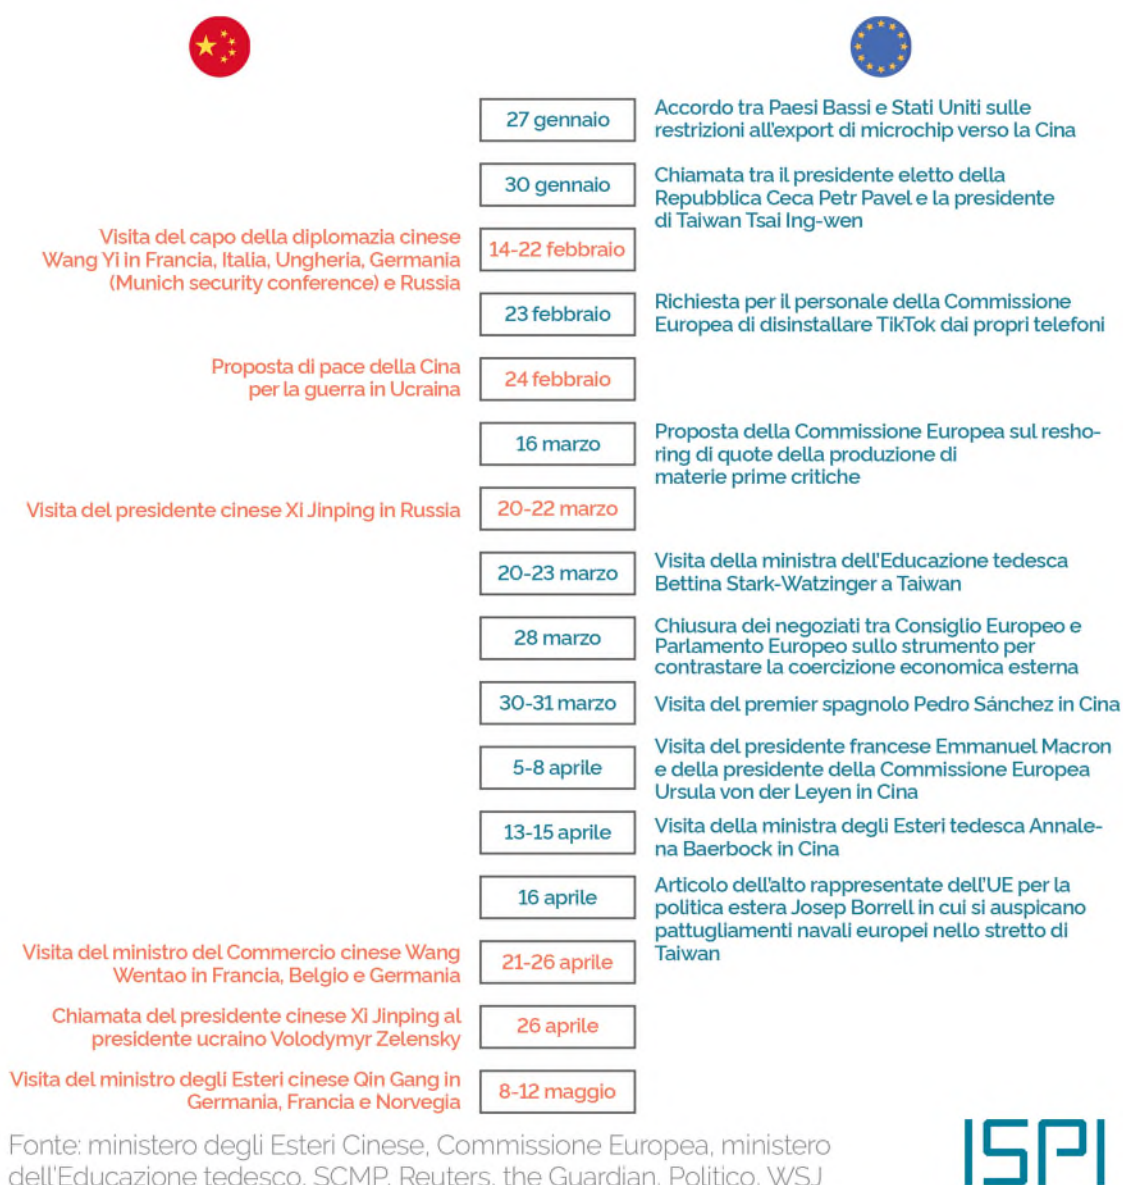 27 gennaio
Accordo tra Paesi Bassi e Stati Uniti sulle
restrizioni all'export di microchip verso la Cina
30 gennaio
Chiamata tra il presidente eletto della
Repubblica Ceca Petr Pavel e la presidente
di Taiwan Tsai Ing-wen
Visita del capo della diplomazia cinese
Wang Yi in Francia, Italia, Ungheria, Germania
(Munich security conference) e Russia
14-22 febbraio
23 febbraio
Richiesta per il personale della Commissione
Europea di disinstallare TikTok dai propri telefoni
Proposta di pace della Cina
per la guerra in Ucraina
24 febbraio
16 marzo
Proposta della Commissione Europea sul resho-
ring di quote della produzione di
materie prime critiche
Visita del presidente cinese Xi Jinping in Russia
20-22 marzo
20-23 marzo
Visita della ministra dell'Educazione tedesca
Bettina Stark-Watzinger a Taiwan
28 marzo
Chiusura dei negoziati tra Consiglio Europeo e
Parlamento Europeo sullo strumento per
contrastare la coercizione economica esterna
30-31 marzo
Visita del premier spagnolo Pedro Sánchez in Cina
5-8 aprile
Visita del presidente francese Emmanuel Macron
e della presidente della Commissione Europea
Ursula von der Leyen in Cina
13-15 aprile
Visita della ministra degli Esteri tedesca Annale-
na Baerbock in Cina
16 aprile
Articolo dell'alto rappresentate dell'UE per la
politica estera Josep Borrell in cui si auspicano
pattugliamenti navali europei nello stretto di
Taiwan
Visita del ministro del Commercio cinese Wang
Wentao in Francia, Belgio e Germania
21-26 aprile
Chiamata del presidente cinese Xi Jinping al
presidente ucraino Volodymyr Zelensky
26 aprile
Visita del ministro degli Esteri cinese Qin Gang in
Germania, Francia e Norvegia
8-12 maggio
Fonte: ministero degli Esteri Cinese, Commissione Europea, ministero
dell'Educazione tedesco, SCMP, Reuters, the Guardian, Politico, WSJ
ISPI